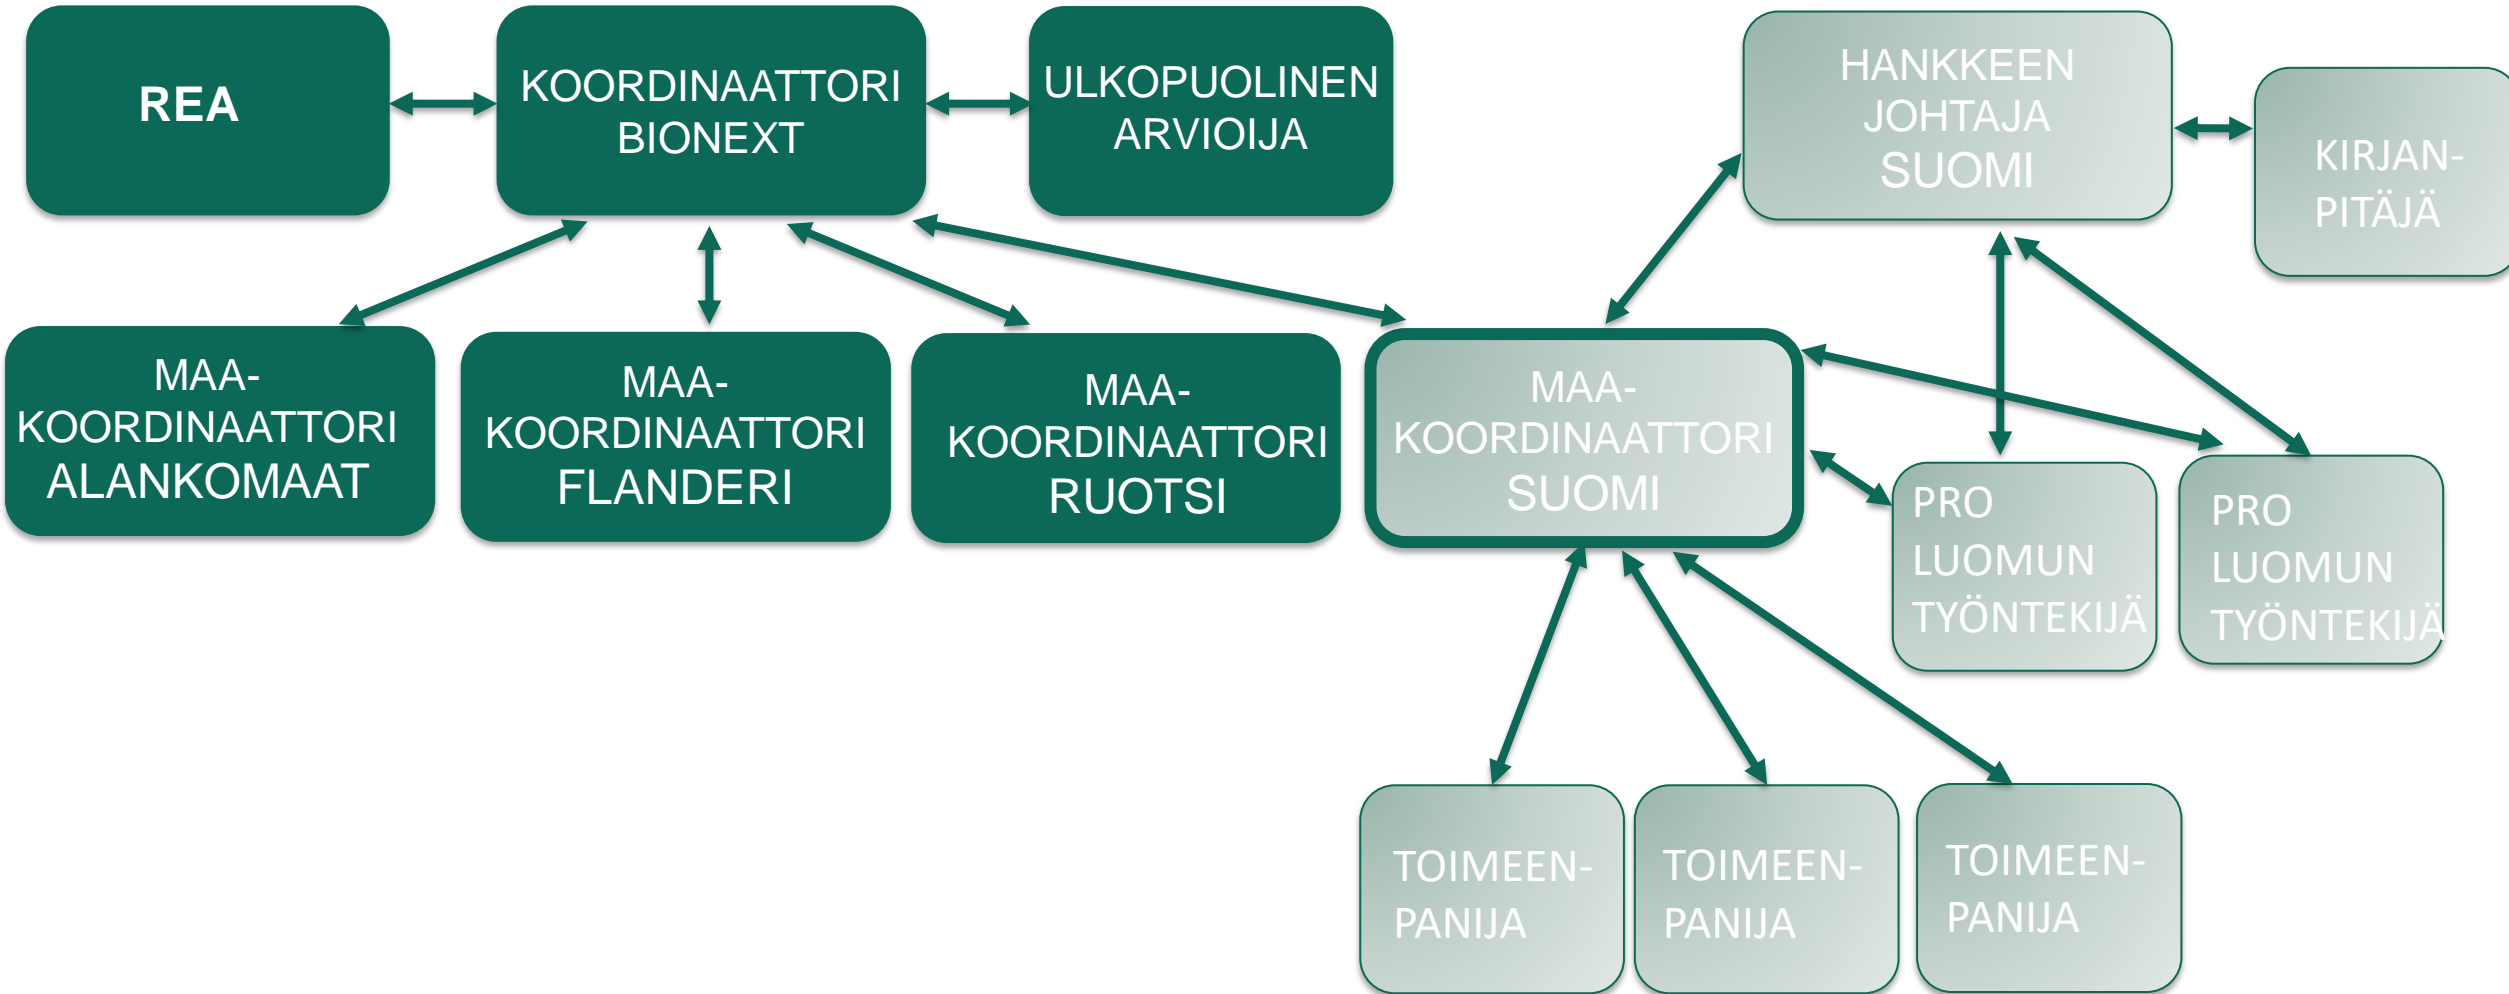 REA
KOORDINAATTORI
BIONEXT
ULKOPUOLINEN
ARVIOIJA
HANKKEEN
JOHTAJA
SUOMI
KIRJAN-
PITÄJÄ
MAA-
KOORDINAATTORI
ALANKOMAAT
MAA-
KOORDINAATTORI
FLANDERI
MAA-
KOORDINAATTORI
RUOTSI
MAA-
KOORDINAATTORI
SUOMI
PRO
LUOMUN
TYÖNTEKIJÄ
PRO
LUOMUN
TYÖNTEKIJÄ
TOIMEEN-
PANIJA
TOIMEEN-
PANIJA
TOIMEEN-
PANIJA